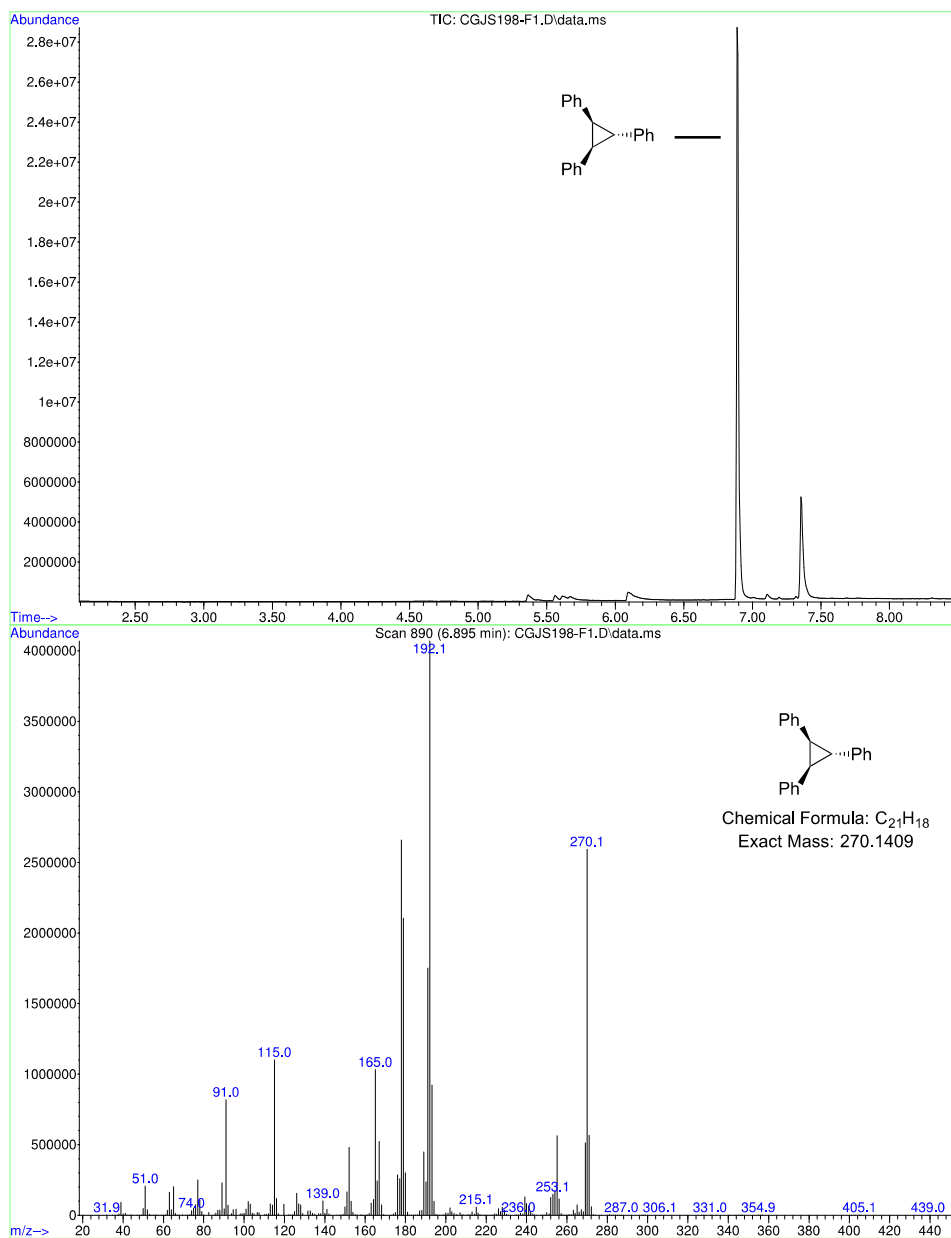 Abundance
TIC: CGJS198-F1.D\data.ms
2.8e+07
2.6e+07
2.4e+07
2.2e+07
2e+07
1.8e+07
1.6e+07
1.4e+07
1.2e+07
1e+07
8000000
6000000
4000000
2000000
Ph
Ph
Ph
2.50 3.00 3.50 4.00 4.50 5.00 5.50 6.00 6.50 7.00 7.50 8.00
Time-->
Abundance
Scan 890 (6.895 min): CGJS198-F1.D\data.ms
4000000
3500000
3000000
2500000
2000000
1500000
1000000
500000
0
192.1
270.1
115.0
165.0
91.0
51.0
253.1
31.9
74.0
139.0
215.1
236.0
287.0
306.1
331.0
354.9
405.1
439.0
Ph
Ph
Ph
Chemical Formula: C21H18
Exact Mass: 270.1409
20 40 60 80 100 120 140 160 180 200 220 240 260 280 300 320 340 360 380 400 420 440
m/z-->